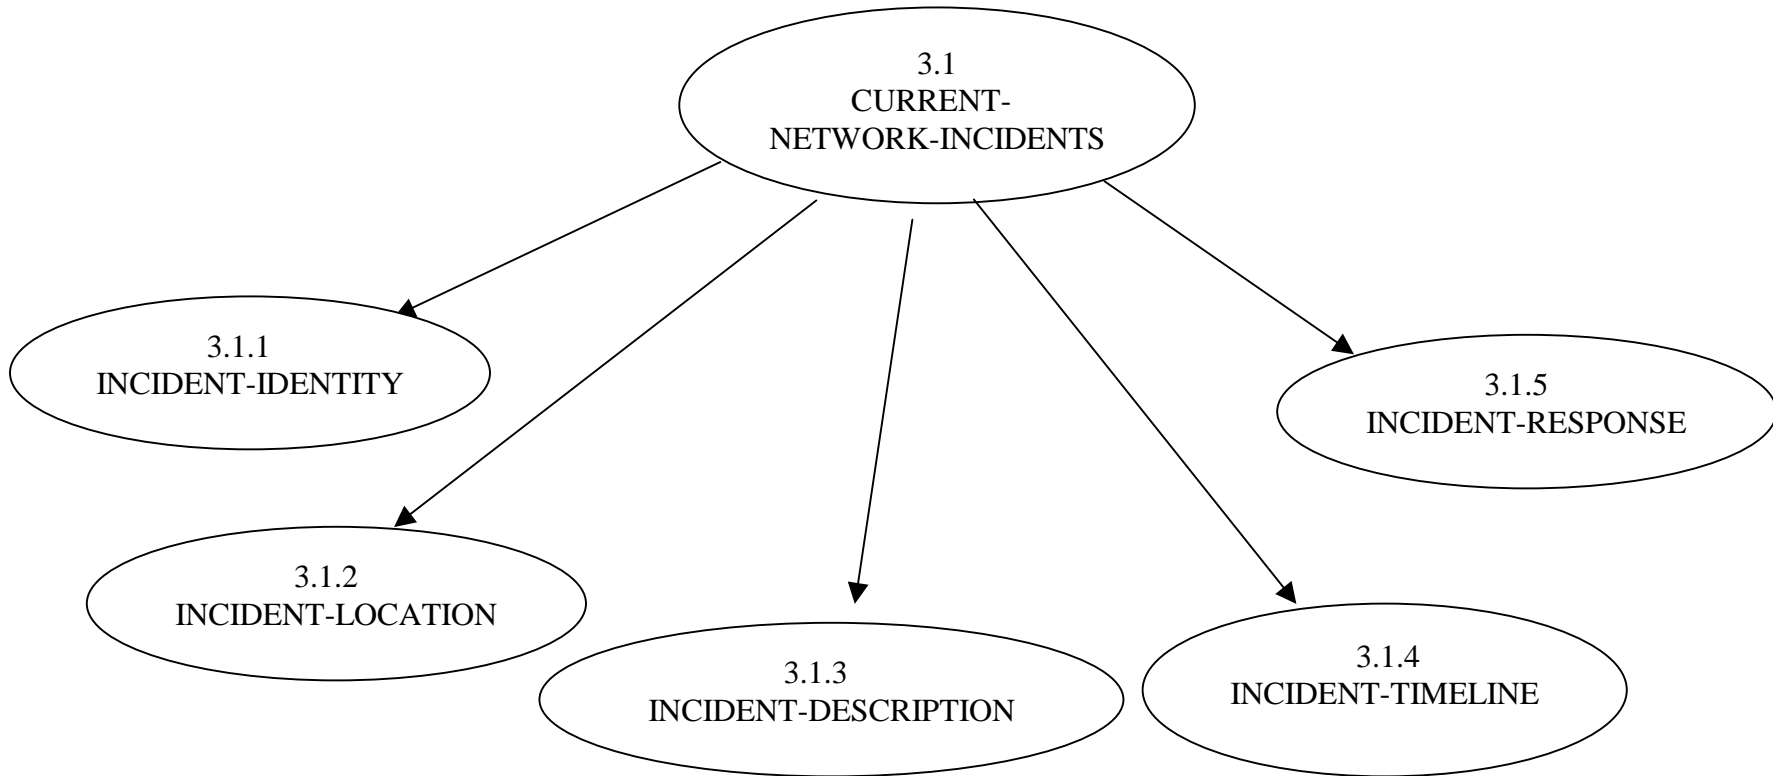 3.1
CURRENT-
NETWORK-INCIDENTS
3.1.1
INCIDENT-IDENTITY
3.1.2
INCIDENT-LOCATION
3.1.3
INCIDENT-DESCRIPTION
3.1.4
INCIDENT-TIMELINE
3.1.5
INCIDENT-RESPONSE